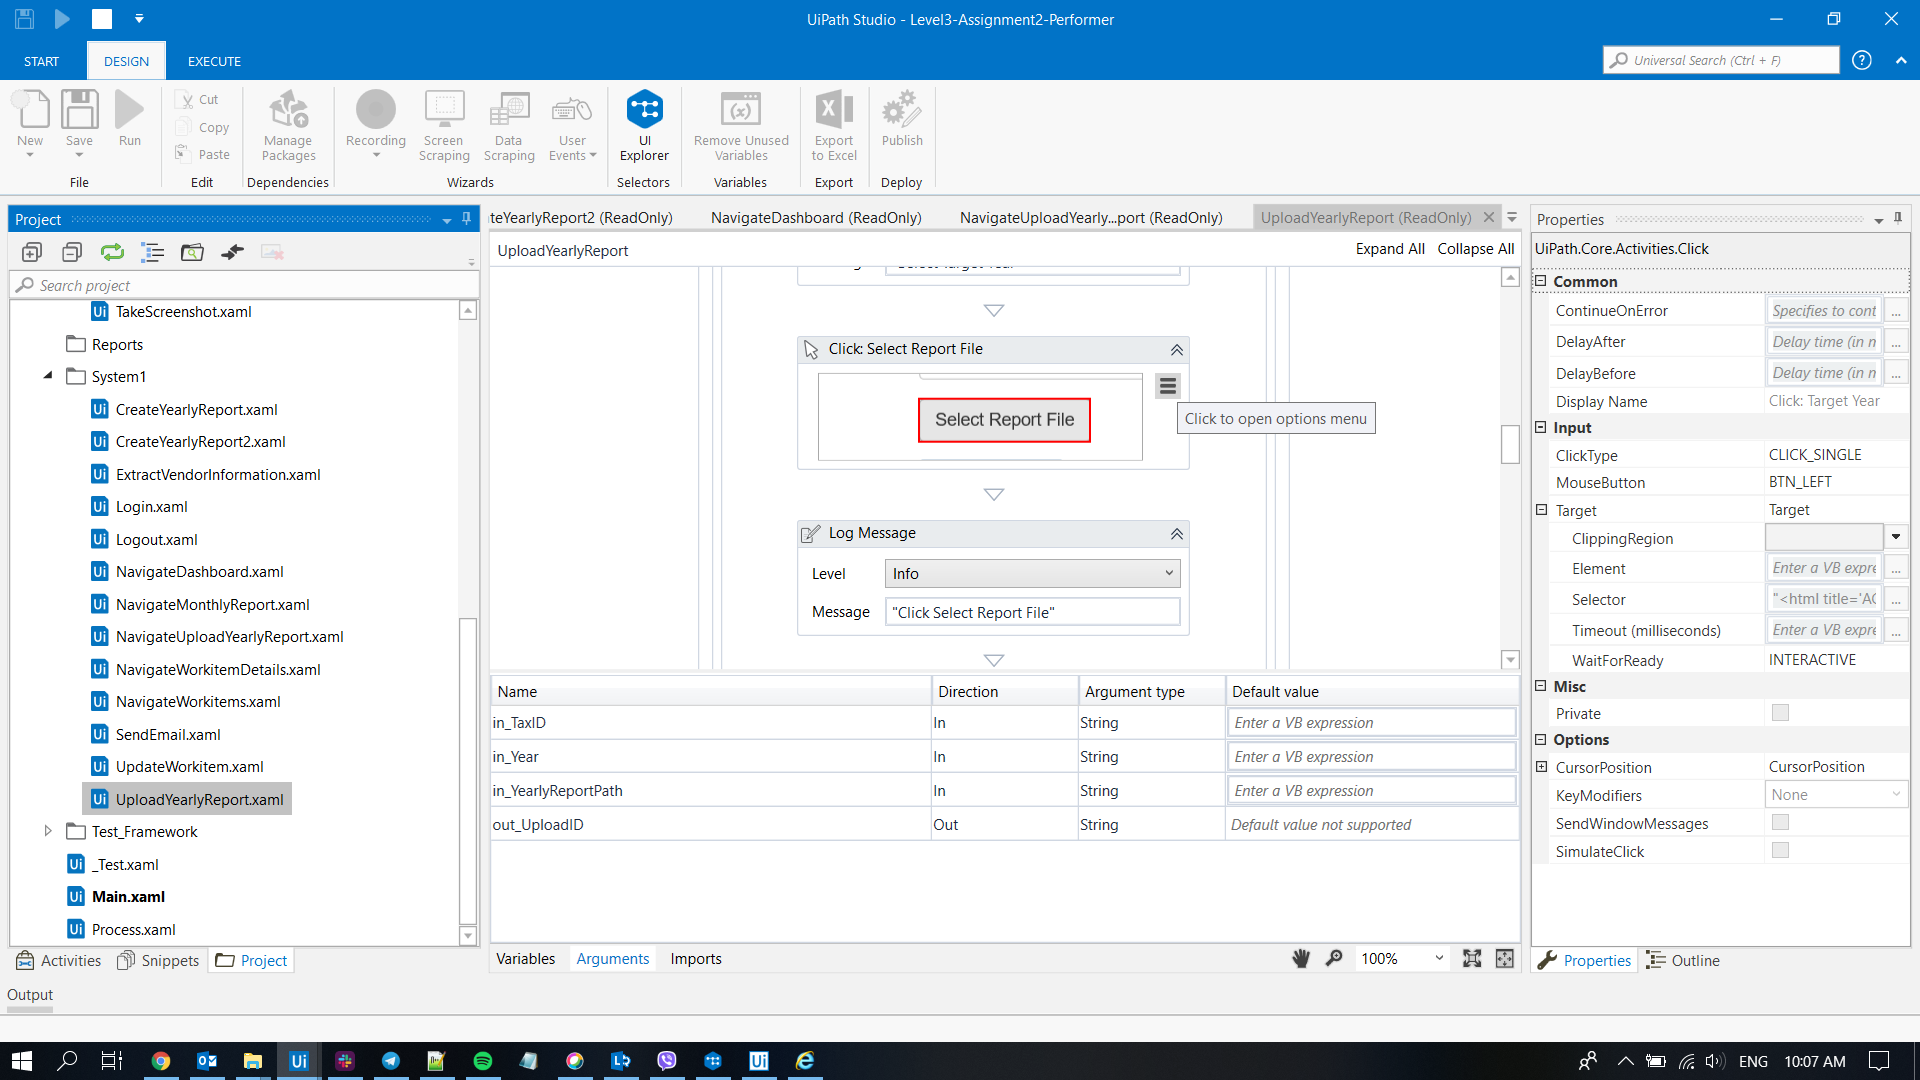 UiPath Studio - Level3-Assignment2-Performer
START
DESIGN
EXECUTE
Universal Search (Ctrl + F)
New
Save
Run
File
Cut
Copy
Paste
Edit
Manage Packages
Dependencies
Recording
Screen Scraping
Data Scraping
User Events
Wizards
UI Explorer
Selectors
Remove Unused Variables
Variables
Export to Excel
Export
Publish
Deploy
Project
Search project
TakeScreenshot.xaml
Reports
System1
CreateYearlyReport.xaml
CreateYearlyReport2.xaml
ExtractVendorInformation.xaml
Login.xaml
Logout.xaml
NavigateDashboard.xaml
NavigateMonthlyReport.xaml
NavigateUploadYearlyReport.xaml
NavigateWorkitemDetails.xaml
NavigateWorkitems.xaml
SendEmail.xaml
UpdateWorkitem.xaml
UploadYearlyReport.xaml
Test_Framework
_Test.xaml
Main.xaml
Process.xaml
Activities
Snippets
Project
Output
teYearlyReport2 (ReadOnly)
NavigateDashboard (ReadOnly)
NavigateUploadYearly...port (ReadOnly)
UploadYearlyReport (ReadOnly)
UploadYearlyReport
Expand All
Collapse All
Click: Select Report File
Select Report File
Click to open options menu
Log Message
Level
Info
Message
"Click Select Report File"
Name
Direction
Argument type
Default value
in_TaxID
In
String
Enter a VB expression
in_Year
In
String
Enter a VB expression
in_YearlyReportPath
In
String
Enter a VB expression
out_UploadID
Out
String
Default value not supported
Variables
Arguments
Imports
100%
Properties
UiPath.Core.Activities.Click
Common
ContinueOnError
Specifies to cont
...
DelayAfter
Delay time (in n
...
DelayBefore
Delay time (in n
...
Display Name
Click: Target Year
Input
ClickType
CLICK_SINGLE
MouseButton
BTN_LEFT
Target
Target
ClippingRegion
Element
Enter a VB expre
...
Selector
"<html title='AC
...
Timeout (milliseconds)
Enter a VB expre
...
WaitForReady
INTERACTIVE
Misc
Private
Options
CursorPosition
CursorPosition
KeyModifiers
None
SendWindowMessages
SimulateClick
Properties
Outline
ENG
10:07 AM